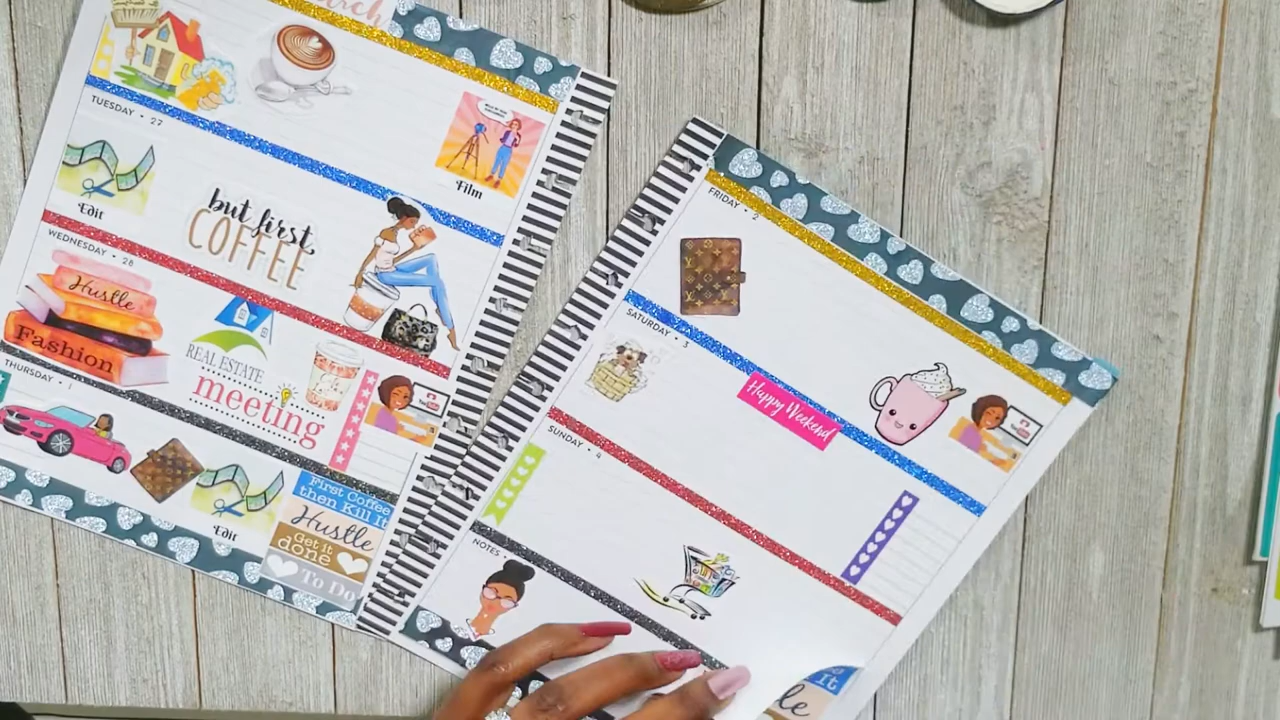 TUESDAY • 27
Film
Edit
but first,
COFFEE
WEDNESDAY • 28
Hustle
Fashion
REAL ESTATE
meeting
THURSDAY • 1
Edit
First Coffee
then Kill It
Hustle
Get it
done
To Do
FRIDAY • 2
SATURDAY • 3
Happy Weekend
SUNDAY • 4
NOTES •
It